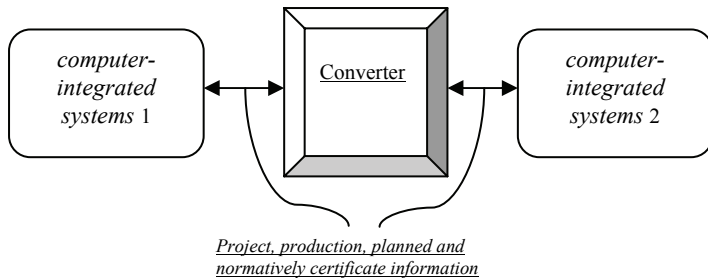 computer-
integrated
systems 1
Converter
computer-
integrated
systems 2
Project, production, planned and
normatively certificate information